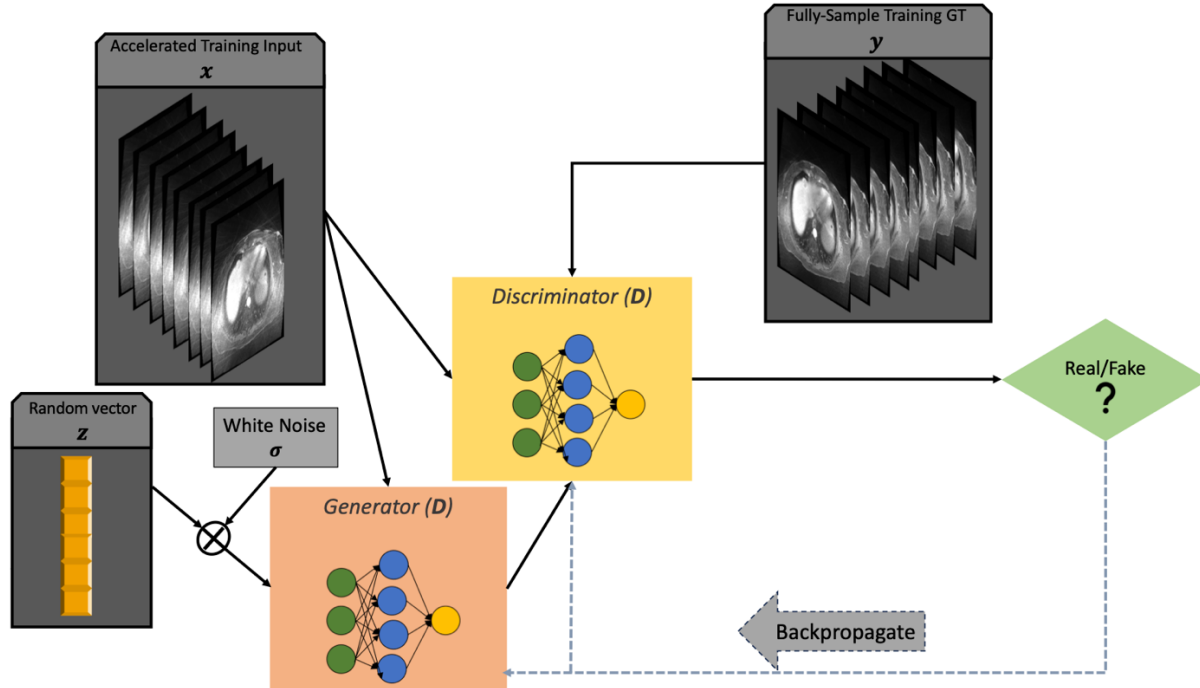 Accelerated Training Input
x
Fully-Sample Training GT
y
Discriminator (D)
Real/Fake
?
Random vector
z
White Noise
σ
Generator (D)
Backpropagate